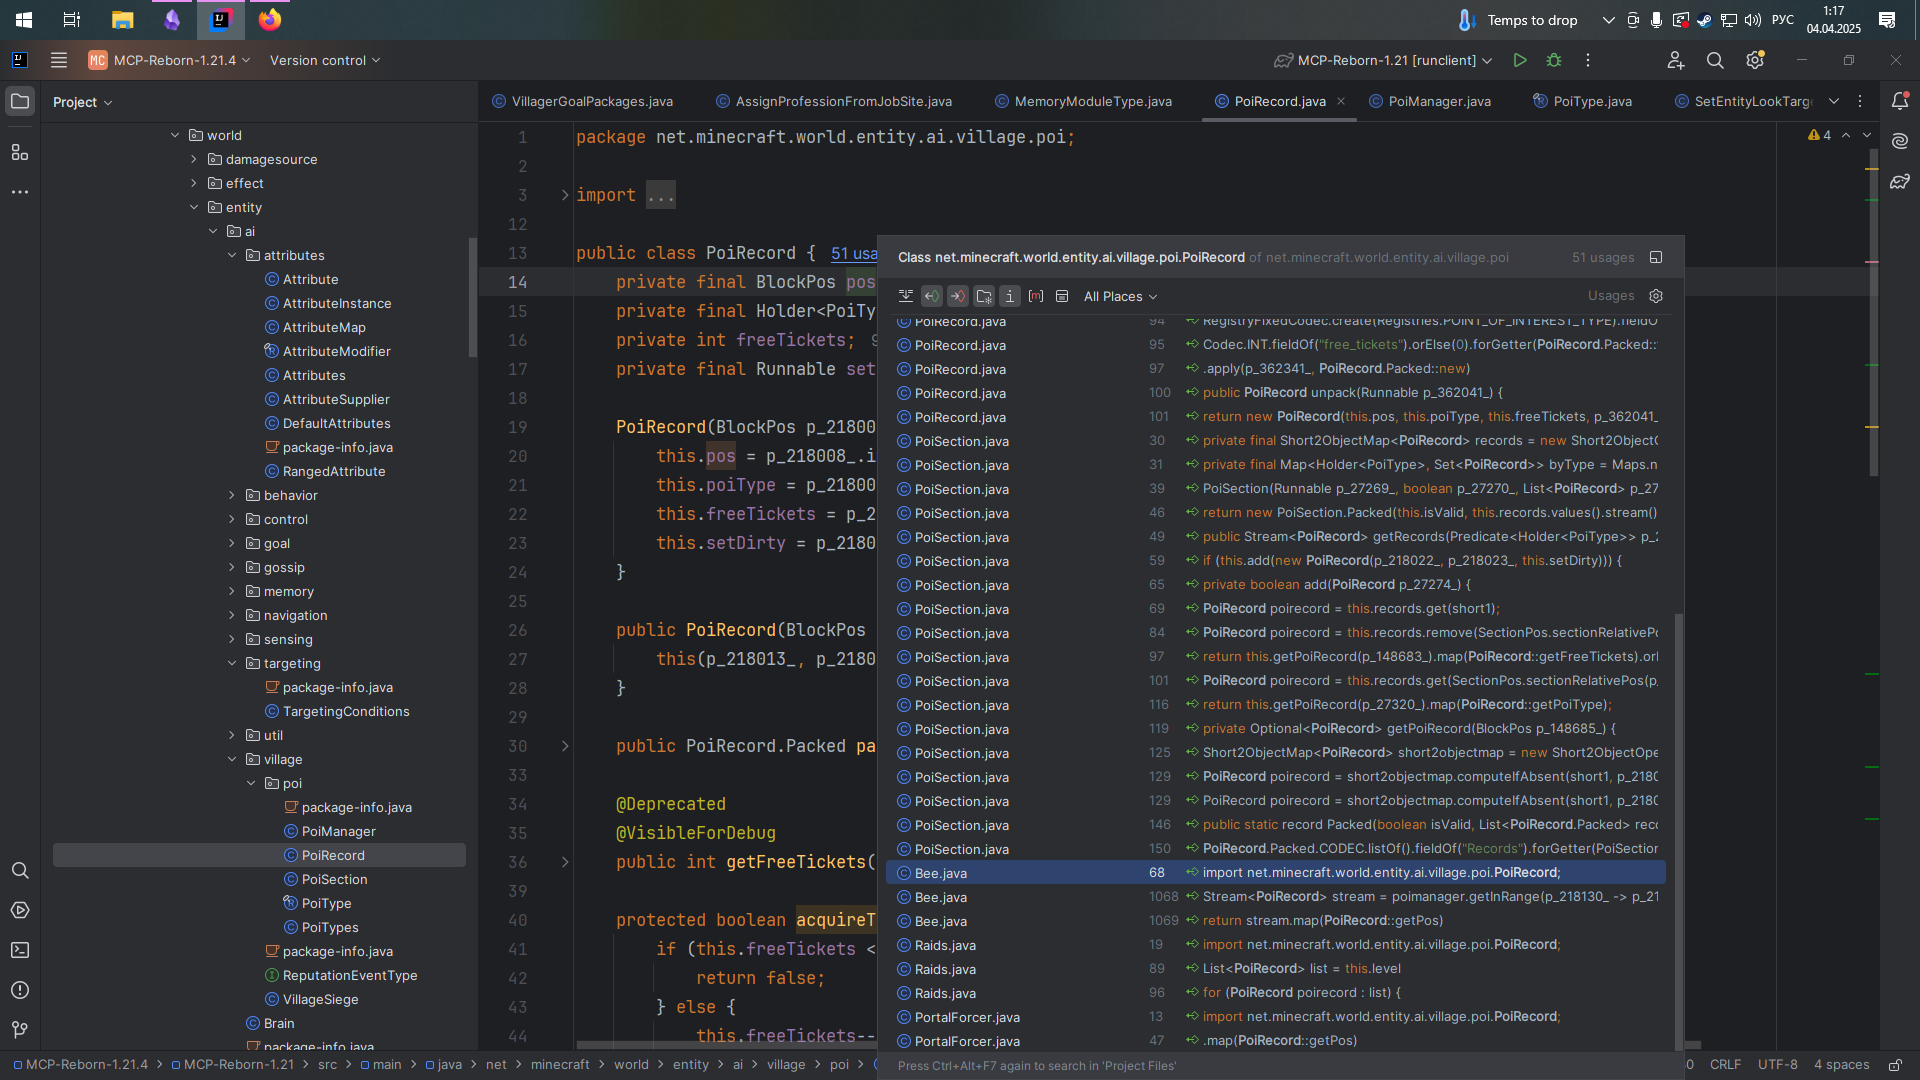 Temps to drop
РУС
1:17
04.04.2025
MC
MCP-Reborn-1.21.4
Version control
MCP-Reborn-1.21 [runclient]
Project
world
damagesource
effect
entity
ai
attributes
Attribute
AttributeInstance
AttributeMap
AttributeModifier
Attributes
AttributeSupplier
DefaultAttributes
package-info.java
RangedAttribute
behavior
control
goal
gossip
memory
navigation
sensing
targeting
package-info.java
TargetingConditions
util
village
poi
package-info.java
PoiManager
PoiRecord
PoiSection
PoiType
PoiTypes
package-info.java
ReputationEventType
VillageSiege
Brain
package-info.java
VillagerGoalPackages.java
AssignProfessionFromJobSite.java
MemoryModuleType.java
PoiRecord.java
PoiManager.java
PoiType.java
SetEntityLookTarge
4
1 package net.minecraft.world.entity.ai.village.poi;
2
3 import ...
12
13 public class PoiRecord { 51 usa
14 private final BlockPos pos
15 private final Holder<PoiTy
16 private int freeTickets; 9
17 private final Runnable set
18
19 PoiRecord(BlockPos p_21800
20 this.pos = p_218008_.i
21 this.poiType = p_21800
22 this.freeTickets = p_2
23 this.setDirty = p_2180
24 }
25
26 public PoiRecord(BlockPos
27 this(p_218013_, p_2180
28 }
29
30 public PoiRecord.Packed pa
33
34 @Deprecated
35 @VisibleForDebug
36 public int getFreeTickets(
39
40 protected boolean acquireT
41 if (this.freeTickets <
42 return false;
43 } else {
44 this.freeTickets--
Class net.minecraft.world.entity.ai.village.poi.PoiRecord of net.minecraft.world.entity.ai.village.poi 51 usages
All Places
Usages
PoiRecord.java 94 RegistryFixedCodec.create(Registries.POINT_OF_INTEREST_TYPE).fieldO
PoiRecord.java 95 Codec.INT.fieldOf("free_tickets").orElse(0).forGetter(PoiRecord.Packed::
PoiRecord.java 97 .apply(p_362341_, PoiRecord.Packed::new)
PoiRecord.java 100 public PoiRecord unpack(Runnable p_362041_) {
PoiRecord.java 101 return new PoiRecord(this.pos, this.poiType, this.freeTickets, p_362041_
PoiSection.java 30 private final Short2ObjectMap<PoiRecord> records = new Short2ObjectO
PoiSection.java 31 private final Map<Holder<PoiType>, Set<PoiRecord>> byType = Maps.n
PoiSection.java 39 PoiSection(Runnable p_27269_, boolean p_27270_, List<PoiRecord> p_27
PoiSection.java 46 return new PoiSection.Packed(this.isValid, this.records.values().stream()
PoiSection.java 49 public Stream<PoiRecord> getRecords(Predicate<Holder<PoiType>> p_2
PoiSection.java 59 if (this.add(new PoiRecord(p_218022_, p_218023_, this.setDirty))) {
PoiSection.java 65 private boolean add(PoiRecord p_27274_) {
PoiSection.java 69 PoiRecord poirecord = this.records.get(short1);
PoiSection.java 84 PoiRecord poirecord = this.records.remove(SectionPos.sectionRelativePo
PoiSection.java 97 return this.getPoiRecord(p_148683_).map(PoiRecord::getFreeTickets).orl
PoiSection.java 101 PoiRecord poirecord = this.records.get(SectionPos.sectionRelativePos(p_
PoiSection.java 116 return this.getPoiRecord(p_27320_).map(PoiRecord::getPoiType);
PoiSection.java 119 private Optional<PoiRecord> getPoiRecord(BlockPos p_148685_) {
PoiSection.java 125 Short2ObjectMap<PoiRecord> short2objectmap = new Short2ObjectOpe
PoiSection.java 129 PoiRecord poirecord = short2objectmap.computeIfAbsent(short1, p_2180
PoiSection.java 129 PoiRecord poirecord = short2objectmap.computeIfAbsent(short1, p_2180
PoiSection.java 146 public static record Packed(boolean isValid, List<PoiRecord.Packed> reco
PoiSection.java 150 PoiRecord.Packed.CODEC.listOf().fieldOf("Records").forGetter(PoiSection
Bee.java 68 import net.minecraft.world.entity.ai.village.poi.PoiRecord;
Bee.java 1068 Stream<PoiRecord> stream = poimanager.getInRange(p_218130_ -> p_21
Bee.java 1069 return stream.map(PoiRecord::getPos)
Raids.java 19 import net.minecraft.world.entity.ai.village.poi.PoiRecord;
Raids.java 89 List<PoiRecord> list = this.level
Raids.java 96 for (PoiRecord poirecord : list) {
PortalForcer.java 13 import net.minecraft.world.entity.ai.village.poi.PoiRecord;
PortalForcer.java 47 .map(PoiRecord::getPos)
Press Ctrl+Alt+F7 again to search in 'Project Files'
MCP-Reborn-1.21.4 MCP-Reborn-1.21 src main java net minecraft world entity ai village poi
0 CRLF UTF-8 4 spaces